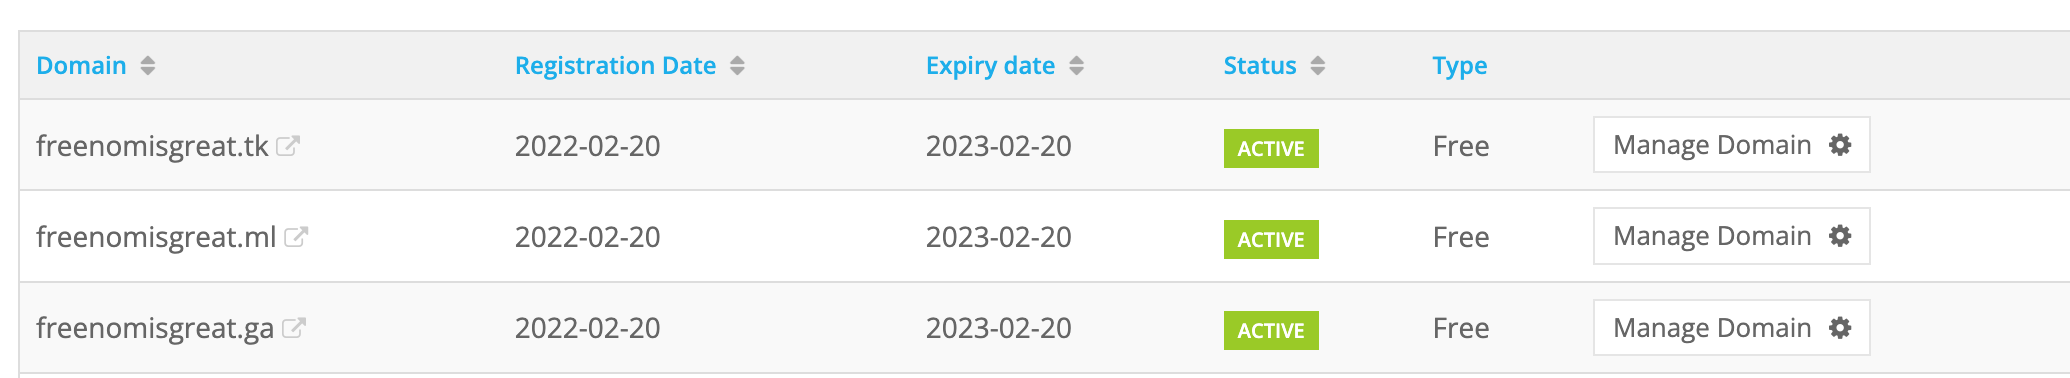 Domain Registration Date Expiry date Status Type
freenomisgreat.tk 2022-02-20 2023-02-20 ACTIVE Free Manage Domain
freenomisgreat.ml 2022-02-20 2023-02-20 ACTIVE Free Manage Domain
freenomisgreat.ga 2022-02-20 2023-02-20 ACTIVE Free Manage Domain